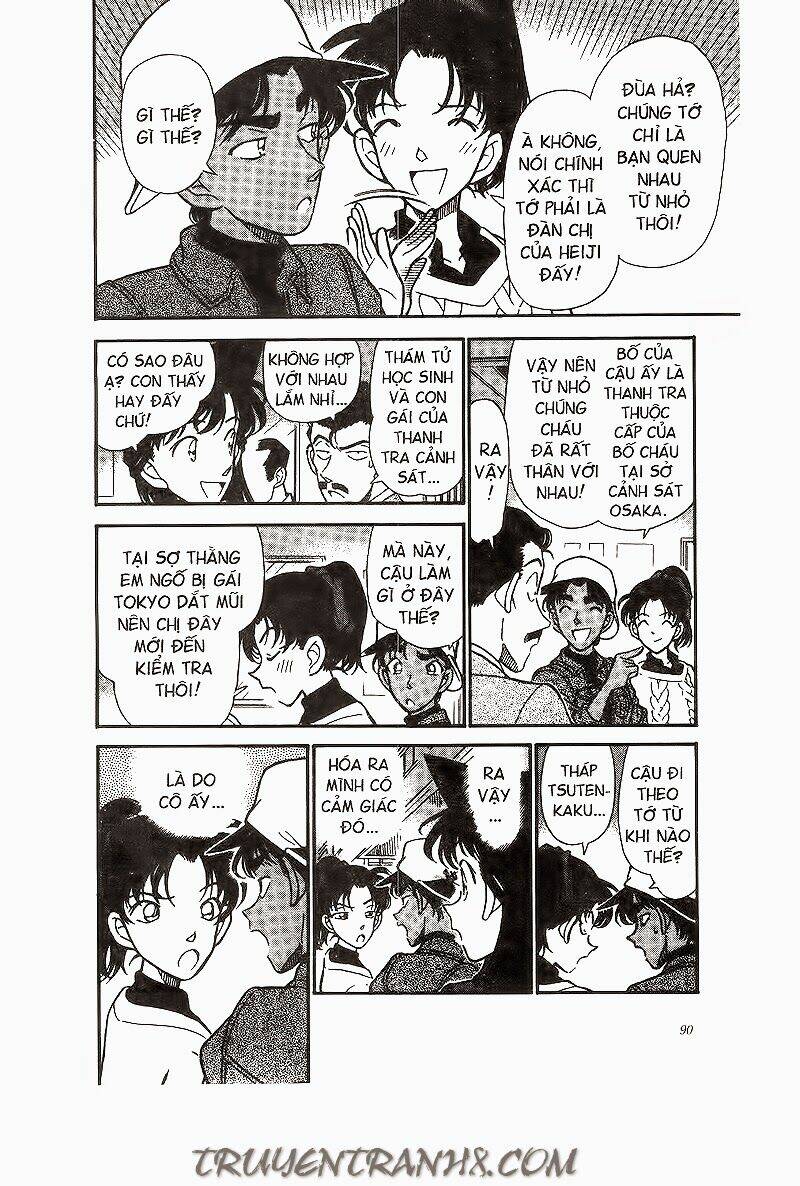 ĐÙA HẢ?
CHÚNG TỚ
CHỈ LÀ
BẠN QUEN
NHAU
TỪ NHỎ
THÔI!
À KHÔNG,
NÓI CHÍNH
XÁC THÌ
TỚ PHẢI LÀ
ĐÀN CHỊ
CỦA HEIJI
ĐẤY!
GÌ THẾ?
GÌ THẾ?
BỐ CỦA
CẬU ẤY LÀ
THANH TRA
THUỘC
CẤP CỦA
BỐ CHÁU
TẠI SỞ
CẢNH SÁT
OSAKA.
VẬY NÊN
TỪ NHỎ
CHÚNG
CHÁU
ĐÃ RẤT
THÂN VỚI
NHAU!
RA
VẬY!
THÁM TỬ
HỌC SINH
VÀ CON
GÁI CỦA
THANH
TRA CẢNH
SÁT...
KHÔNG HỢP
VỚI NHAU
LẮM NHỈ...
CÓ SAO ĐÂU
Ạ? CON THẤY
HAY ĐẤY
CHỨ!
MÀ NÀY,
CẬU LÀM
GÌ Ở ĐÂY
THẾ?
TẠI SỢ THẰNG
EM NGỐ BỊ GÁI
TOKYO DẮT MŨI
NÊN CHỊ ĐÂY
MỚI ĐẾN
KIỂM TRA
THÔI!
CẬU ĐI
THEO
TỚ TỪ
KHI NÀO
THẾ?
THÁP
TSUTEN-
KAKU...
RA
VẬY
...
HÓA RA
MÌNH CÓ
CẢM GIÁC
ĐÓ...
LÀ DO
CÔ ẤY...
90
TRUYENTRANH8.COM